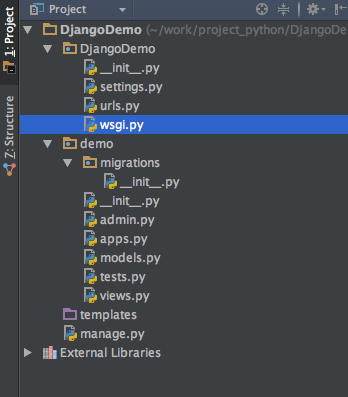 Project
1: Project
Z: Structure
DjangoDemo (~/work/project_python/DjangoDe
DjangoDemo
__init__.py
settings.py
urls.py
wsgi.py
demo
migrations
__init__.py
__init__.py
admin.py
apps.py
models.py
tests.py
views.py
templates
manage.py
External Libraries